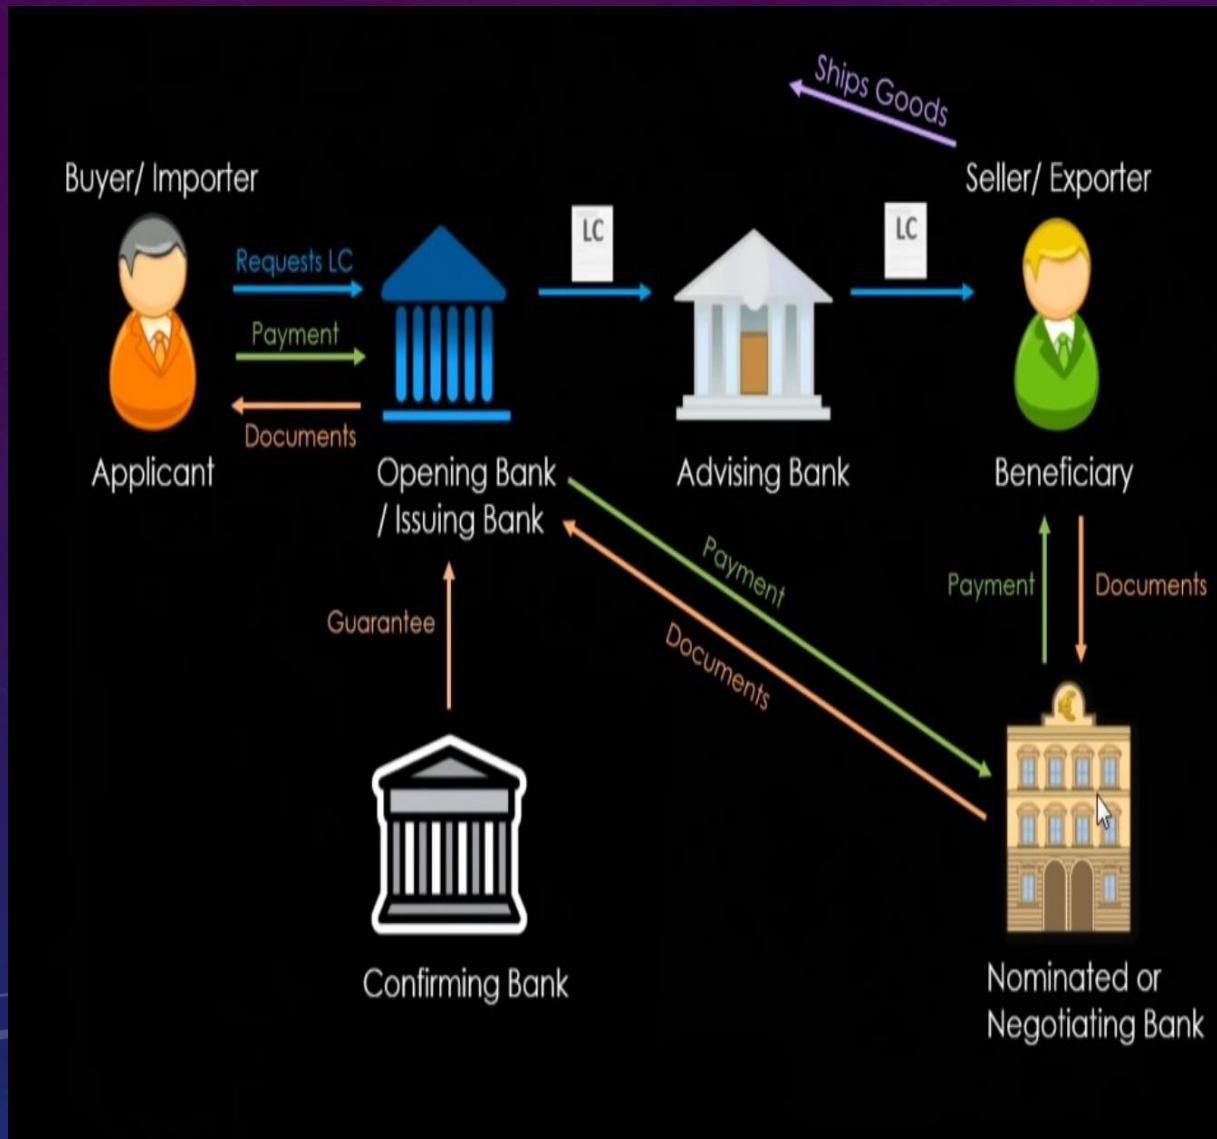 Ships Goods
Buyer/ Importer
Seller/ Exporter
LC
LC
Requests LC
Payment
Documents
Applicant
Opening Bank
/ Issuing Bank
Advising Bank
Beneficiary
Payment
Documents
Payment
Documents
Guarantee
Confirming Bank
Nominated or
Negotiating Bank